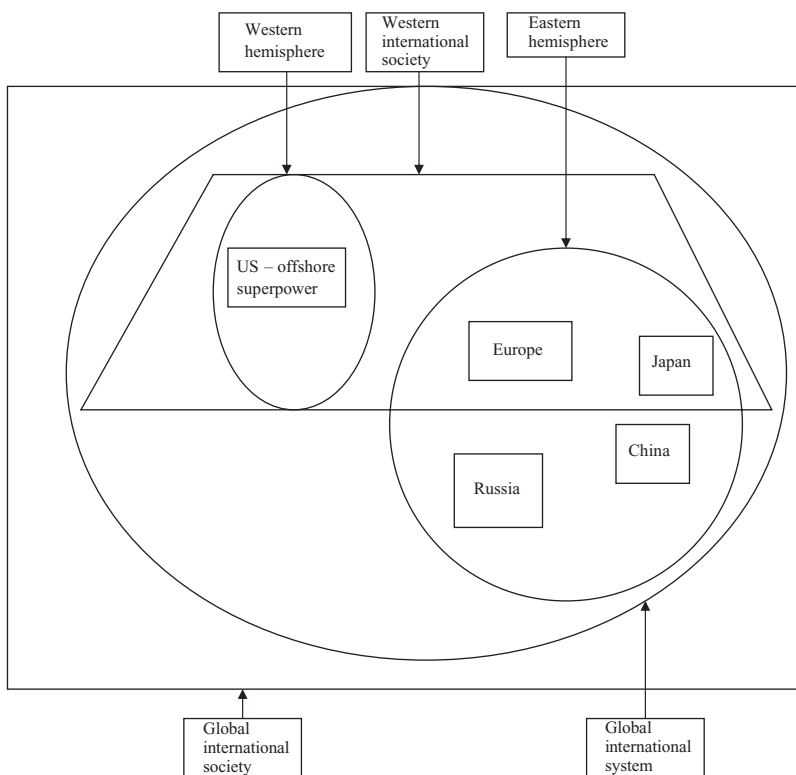 Western
hemisphere
Western
international
society
Eastern
hemisphere
US – offshore
superpower
Europe
Japan
China
Russia
Global
international
society
Global
international
system